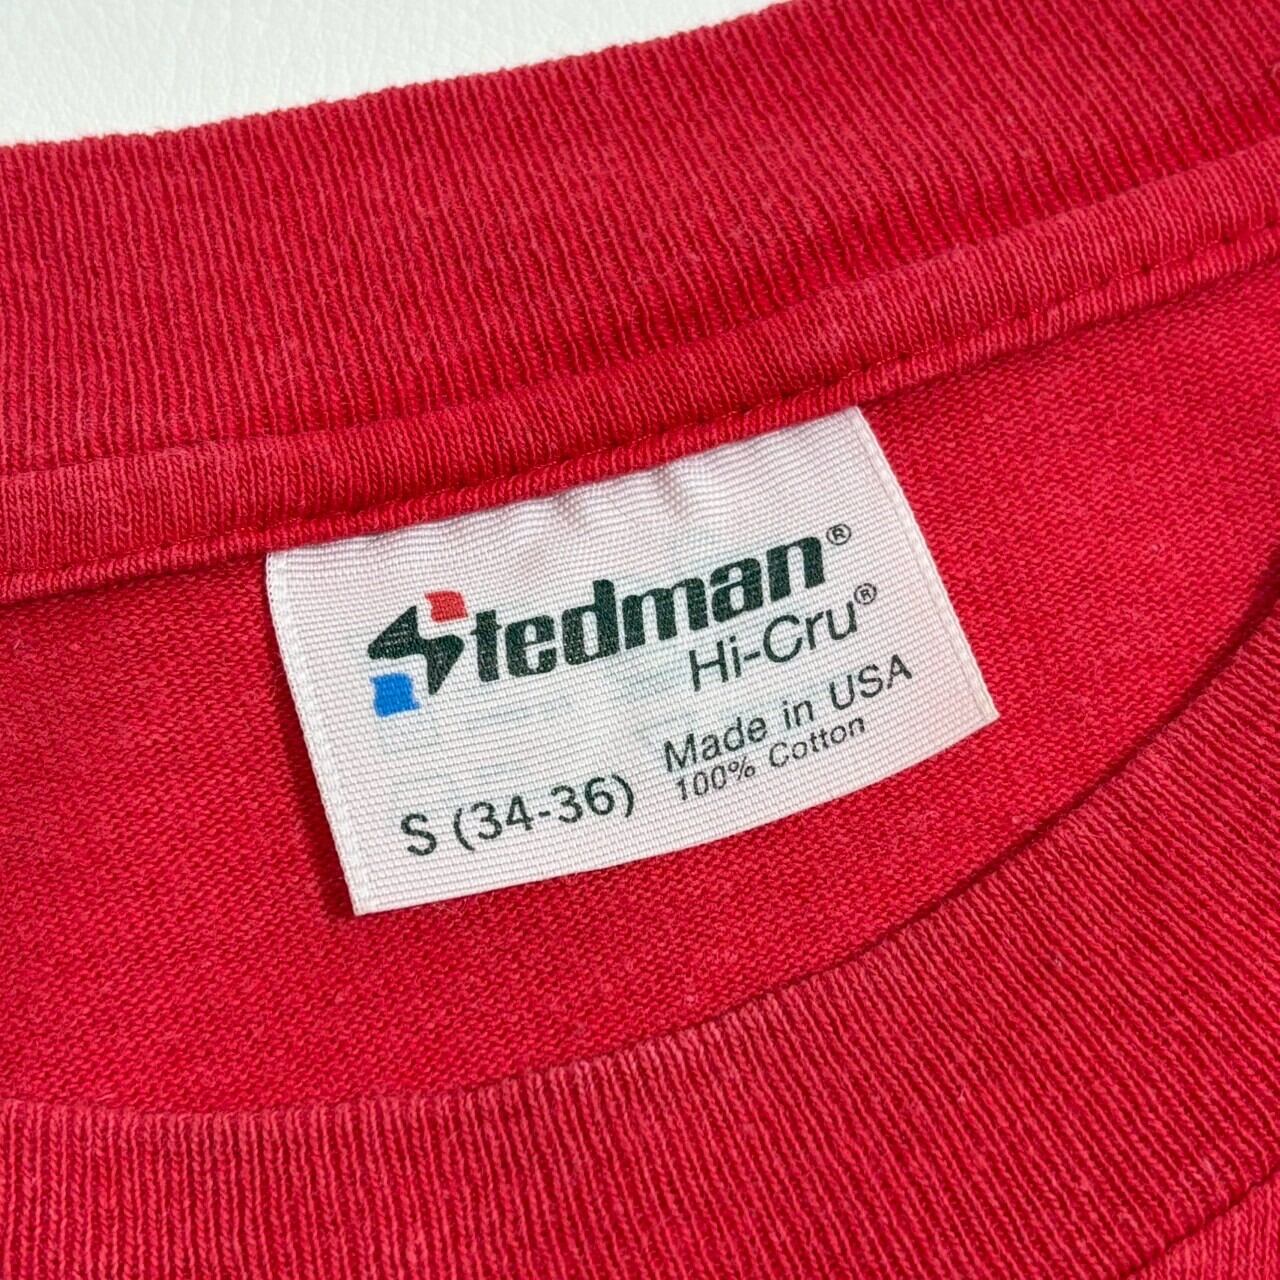 Stedman®
Hi-Cru®
Made in USA
100% Cotton
S (34-36)